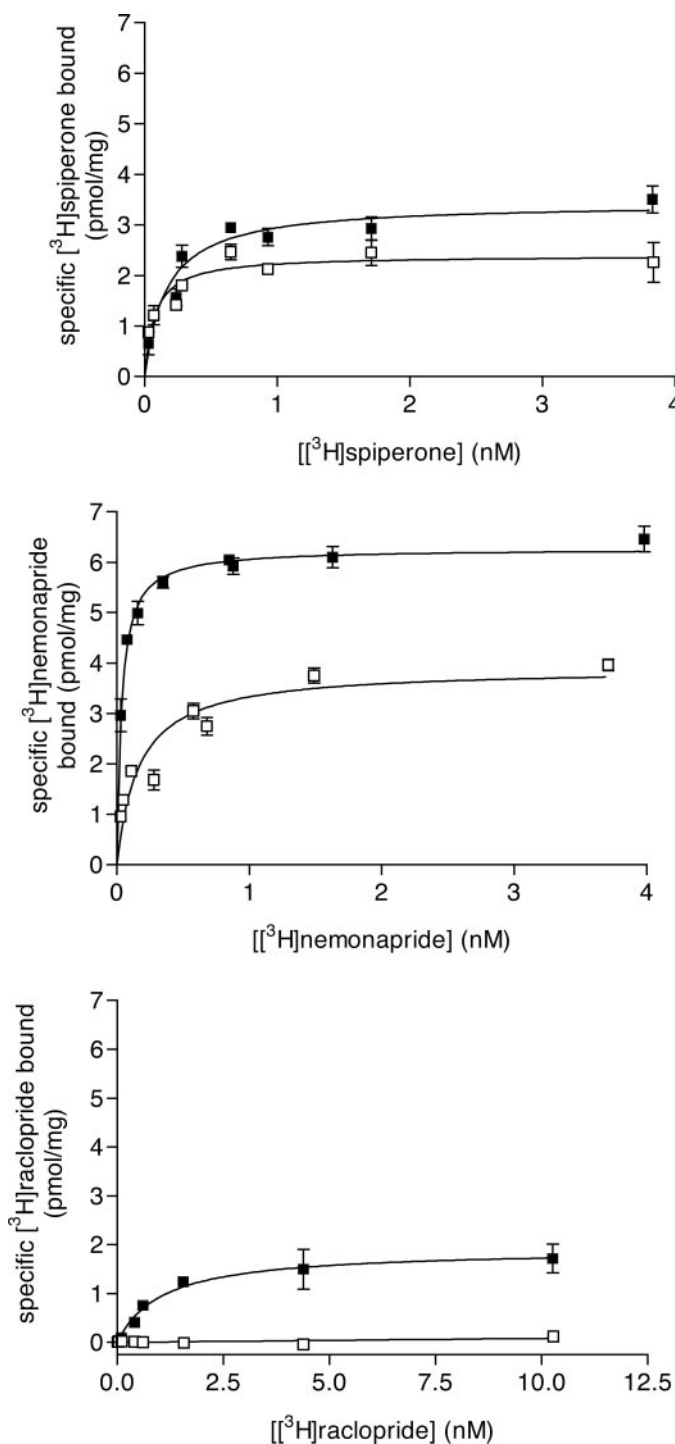 specific [³H]spiperone bound
(pmol/mg)
7
6
5
4
3
2
1
0
0 1 2 3 4
[[³H]spiperone] (nM)
specific [³H]nemonapride
bound (pmol/mg)
7
6
5
4
3
2
1
0
0 1 2 3 4
[[³H]nemonapride] (nM)
specific [³H]raclopride bound
(pmol/mg)
7
6
5
4
3
2
1
0
0.0 2.5 5.0 7.5 10.0 12.5
[[³H]raclopride] (nM)